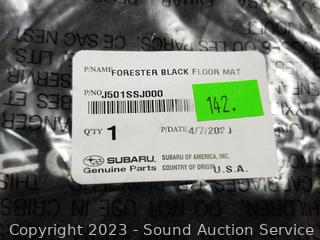 P/NAME FORESTER BLACK FLOOR MAT
P/NO J501SSJ000
142.
QTY 1 P/DATE 4/7/2023
SUBARU. SUBARU OF AMERICA, INC.
Genuine Parts COUNTRY OF ORIGIN U.S.A.
Copyright © 2023 - Sound Auction Service